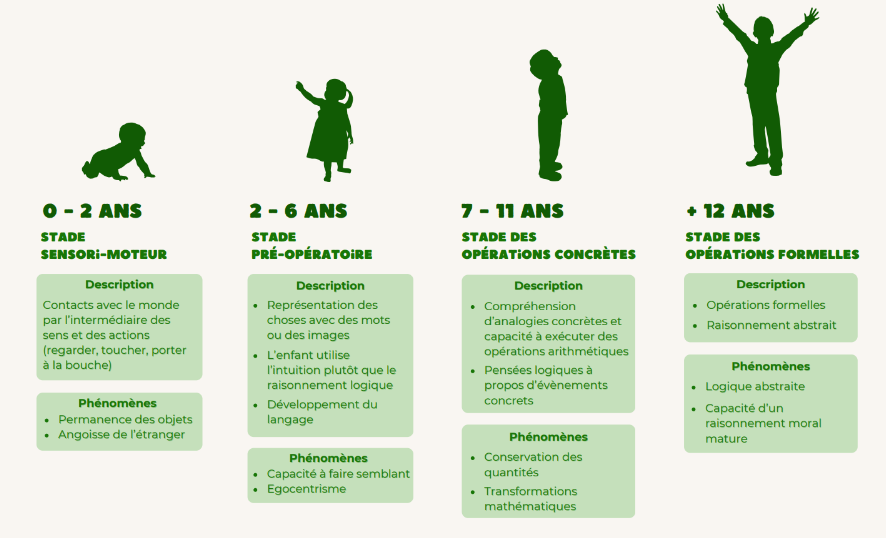 0 - 2 ANS
STADE
SENSORi-MOTEUR
Description
Contacts avec le monde
par l'intermédiaire des
sens et des actions
(regarder, toucher, porter
à la bouche)
Phénomènes
• Permanence des objets
• Angoisse de l'étranger
2 - 6 ANS
STADE
PRÉ-OPÉRATOiRE
Description
• Représentation des
choses avec des mots
ou des images
• L'enfant utilise
l'intuition plutôt que le
raisonnement logique
• Développement du
langage
Phénomènes
• Capacité à faire semblant
• Egocentrisme
7 - 11 ANS
STADE DES
OPÉRATiONS CONCRÈTES
Description
• Compréhension
d'analogies concrètes et
capacité à exécuter des
opérations arithmétiques
• Pensées logiques à
propos d'évènements
concrets
Phénomènes
• Conservation des
quantités
• Transformations
mathématiques
+ 12 ANS
STADE DES
OPÉRATiONS FORMELLES
Description
• Opérations formelles
• Raisonnement abstrait
Phénomènes
• Logique abstraite
• Capacité d'un
raisonnement moral
mature